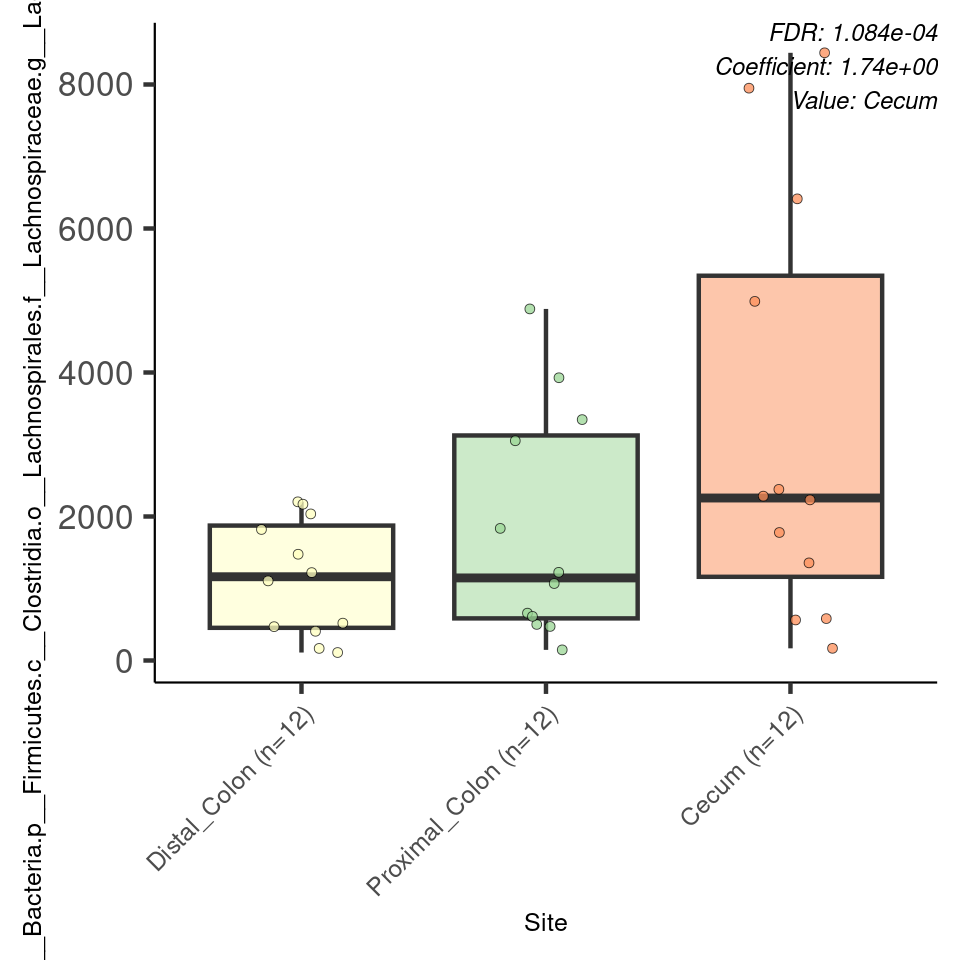 FDR: 1.084e-04
Coefficient: 1.74e+00
Value: Cecum
__Bacteria.p__Firmicutes.c__Clostridia.o__Lachnospirales.f__Lachnospiraceae.g__La
8000
6000
4000
2000
0
Distal_Colon (n=12)
Proximal_Colon (n=12)
Cecum (n=12)
Site